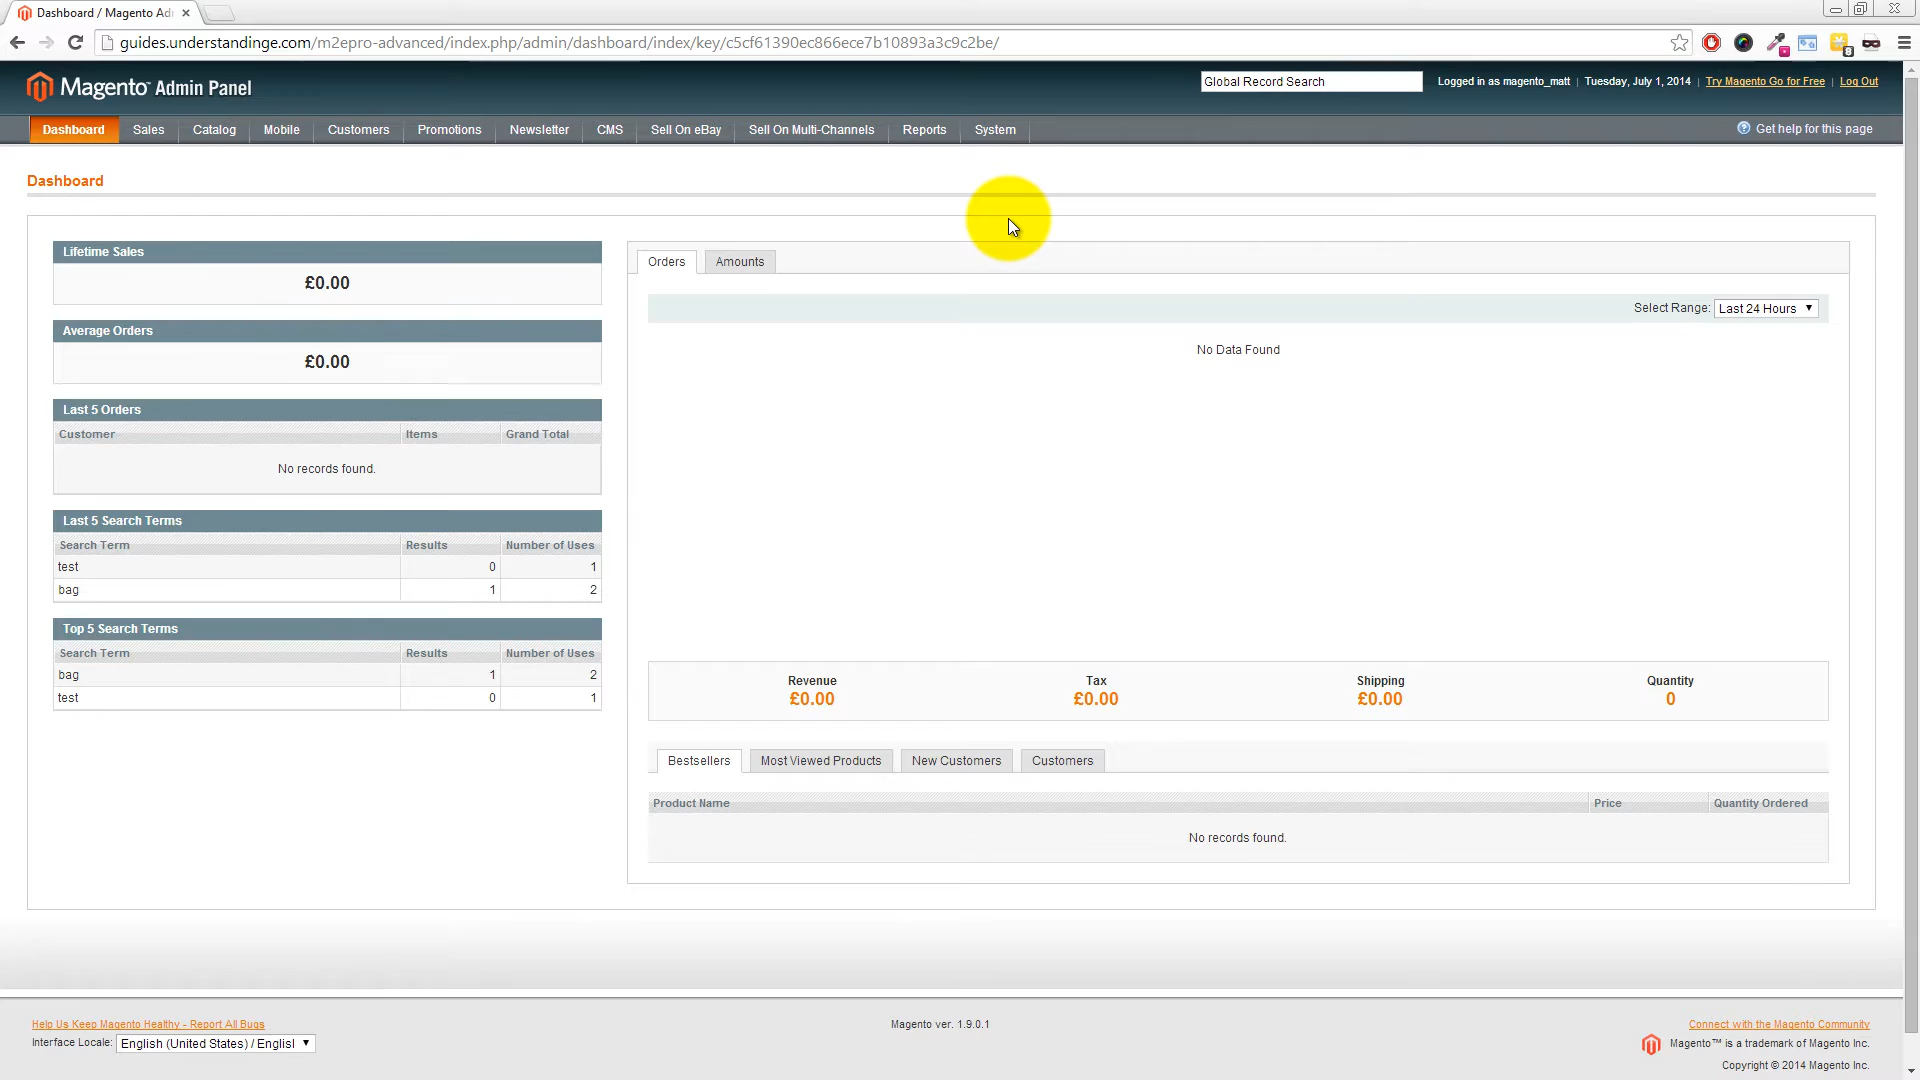 Dashboard / Magento Ad
guides.understandinge.com/m2epro-advanced/index.php/admin/dashboard/index/key/c5cf61390ec866ece7b10893a3c9c2be/
8
Magento™ Admin Panel
Global Record Search
Logged in as magento_matt | Tuesday, July 1, 2014 | Try Magento Go for Free | Log Out
Dashboard Sales Catalog Mobile Customers Promotions Newsletter CMS Sell On eBay Sell On Multi-Channels Reports System
Get help for this page
Dashboard
Lifetime Sales
£0.00
Average Orders
£0.00
Last 5 Orders
Customer Items Grand Total
No records found.
Last 5 Search Terms
Search Term Results Number of Uses
test 0 1
bag 1 2
Top 5 Search Terms
Search Term Results Number of Uses
bag 1 2
test 0 1
Orders Amounts
Select Range: Last 24 Hours
No Data Found
Revenue Tax Shipping Quantity
£0.00 £0.00 £0.00 0
Bestsellers Most Viewed Products New Customers Customers
Product Name Price Quantity Ordered
No records found.
Help Us Keep Magento Healthy - Report All Bugs
Interface Locale: English (United States) / Englisl
Magento ver. 1.9.0.1
Connect with the Magento Community
Magento™ is a trademark of Magento Inc.
Copyright © 2014 Magento Inc.